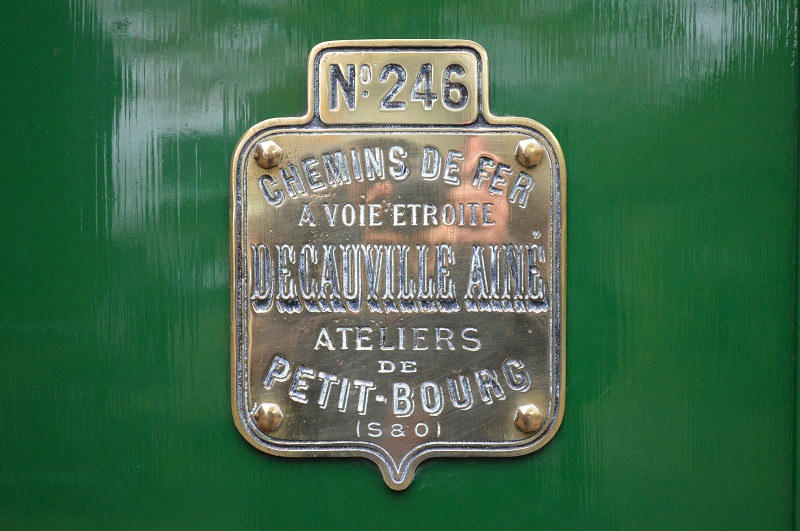 Nº. 246
CHEMINS DE FER
A VOIE ETROITE
DECAUVILLE AINÉ
ATELIERS
DE
PETIT-BOURG
(S & O)